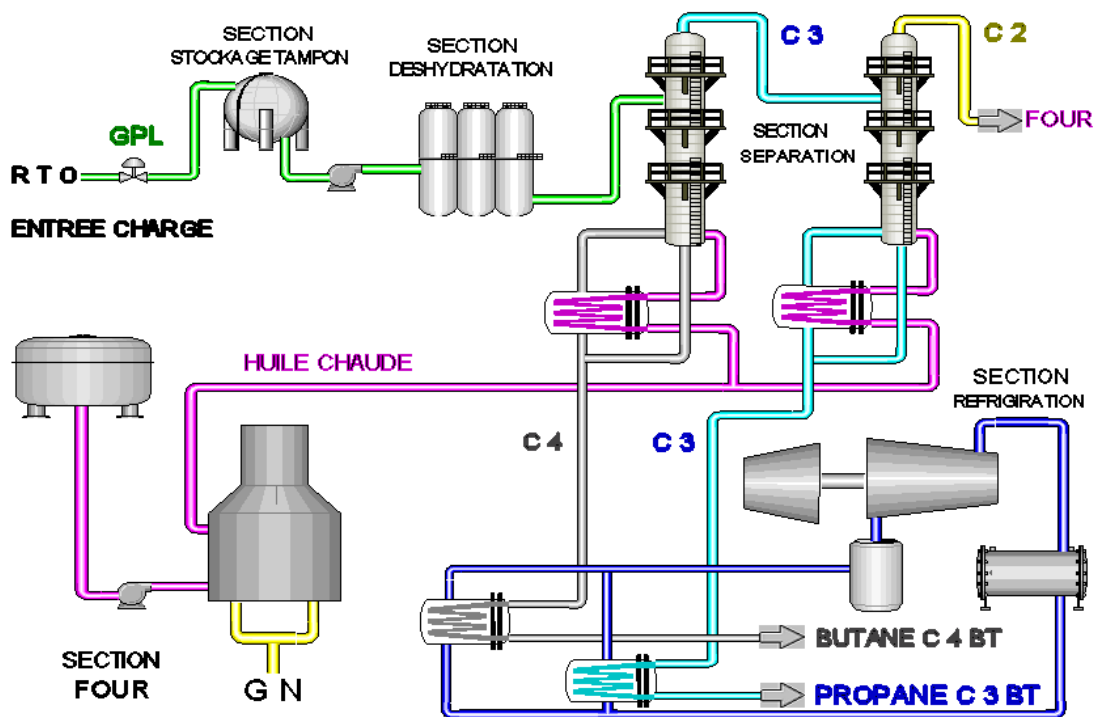 SECTION
STOCKAGE TAMPON
SECTION
DESHYDRATATION
C 3
C 2
GPL
FOUR
SECTION
SEPARATION
R T O
ENTREE CHARGE
HUILE CHAUDE
SECTION
REFRIGIRATION
C 4
C 3
BUTANE C 4 BT
SECTION
FOUR
G N
PROPANE C 3 BT